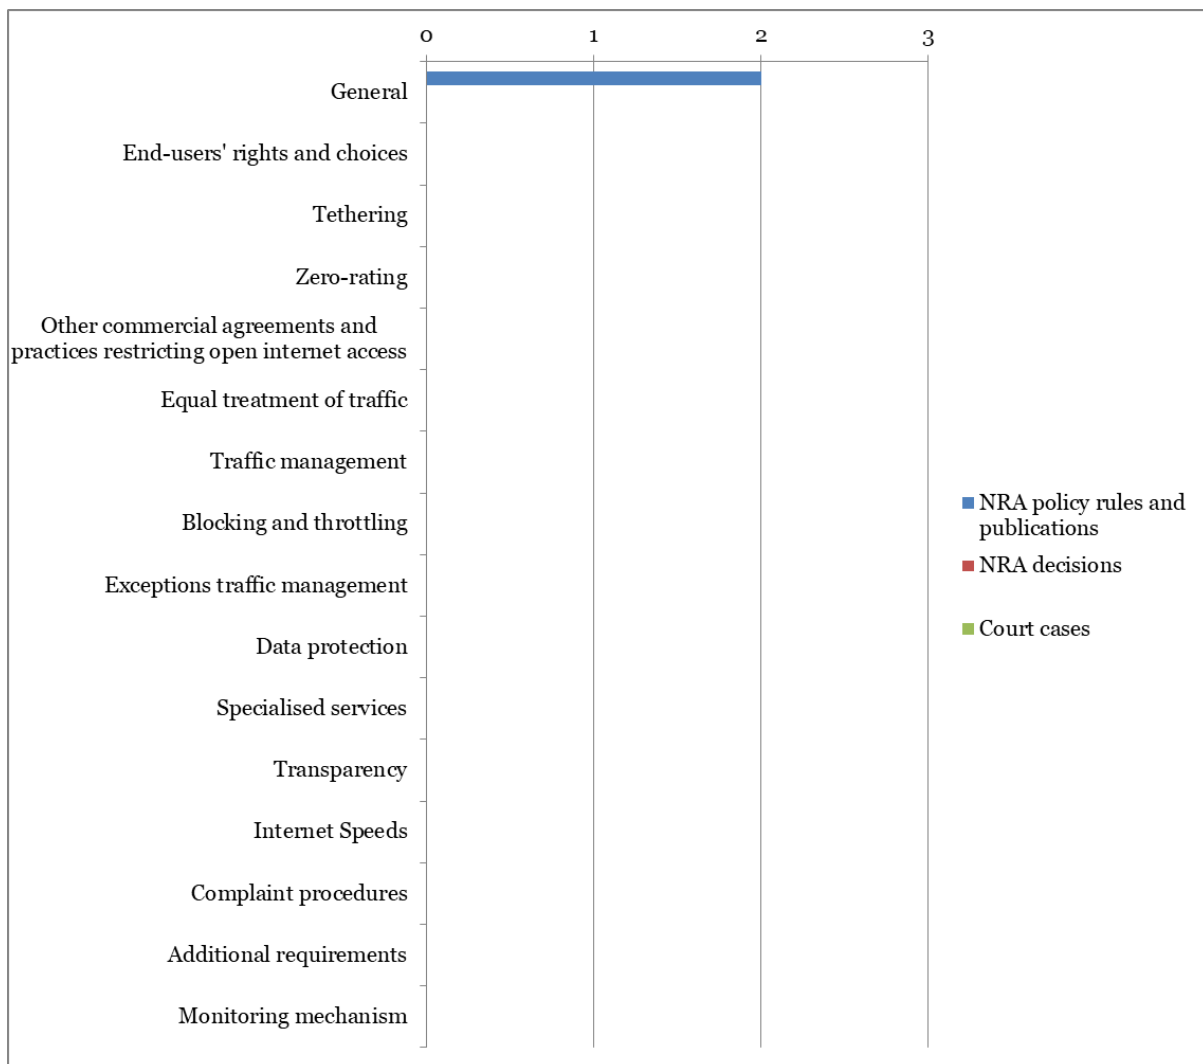 0 1 2 3
General
End-users' rights and choices
Tethering
Zero-rating
Other commercial agreements and
practices restricting open internet access
Equal treatment of traffic
Traffic management
Blocking and throttling
Exceptions traffic management
Data protection
Specialised services
Transparency
Internet Speeds
Complaint procedures
Additional requirements
Monitoring mechanism
NRA policy rules and
publications
NRA decisions
Court cases